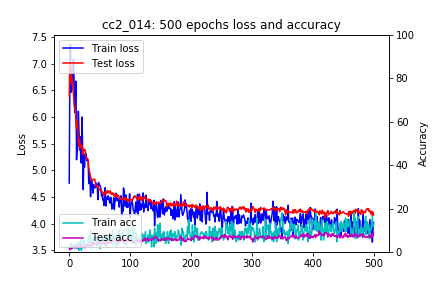 cc2_014: 500 epochs loss and accuracy
Train loss
Test loss
Train acc
Test acc
Loss
Accuracy
7.5
7.0
6.5
6.0
5.5
5.0
4.5
4.0
3.5
100
80
60
40
20
0
0 100 200 300 400 500